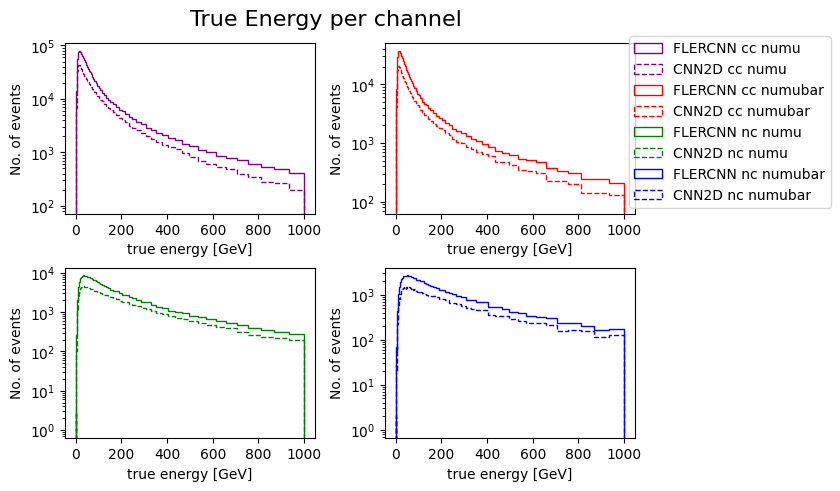 True Energy per channel
No. of events
10^5
10^4
10^3
10^2
0 200 400 600 800 1000
true energy [GeV]
No. of events
10^4
10^3
10^2
0 200 400 600 800 1000
true energy [GeV]
FLERCNN cc numu
CNN2D cc numu
FLERCNN cc numubar
CNN2D cc numubar
FLERCNN nc numu
CNN2D nc numu
FLERCNN nc numubar
CNN2D nc numubar
No. of events
10^4
10^3
10^2
10^1
10^0
0 200 400 600 800 1000
true energy [GeV]
No. of events
10^3
10^2
10^1
10^0
0 200 400 600 800 1000
true energy [GeV]